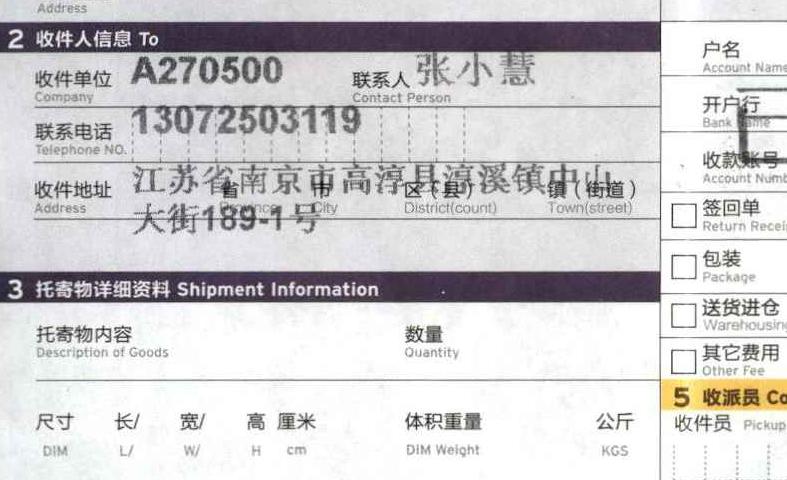 Address
2 收件人信息 To
收件单位 A270500 联系人 张小慧
Company Contact Person
联系电话 13072503119
Telephone NO.
收件地址 江苏省南京市高淳县淳溪镇中山
省 市 区（县） 镇（街道）
Address Province City District(count) Town(street)
大街189-1号
3 托寄物详细资料 Shipment Information
托寄物内容 数量
Description of Goods Quantity
尺寸 长/ 宽/ 高 厘米 体积重量 公斤
DIM L/ W/ H cm DIM Weight KGS
户名
Account Name
开户行
Bank Name
收款账号
Account Numb
签回单
Return Recei
包装
Package
送货进仓
Warehousing
其它费用
Other Fee
5 收派员 Co
收件员 Pickup